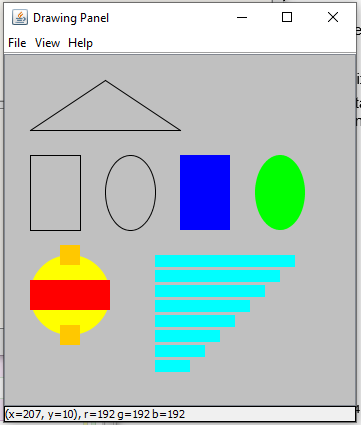 Drawing Panel
File View Help
(x=207, y=10), r=192 g=192 b=192